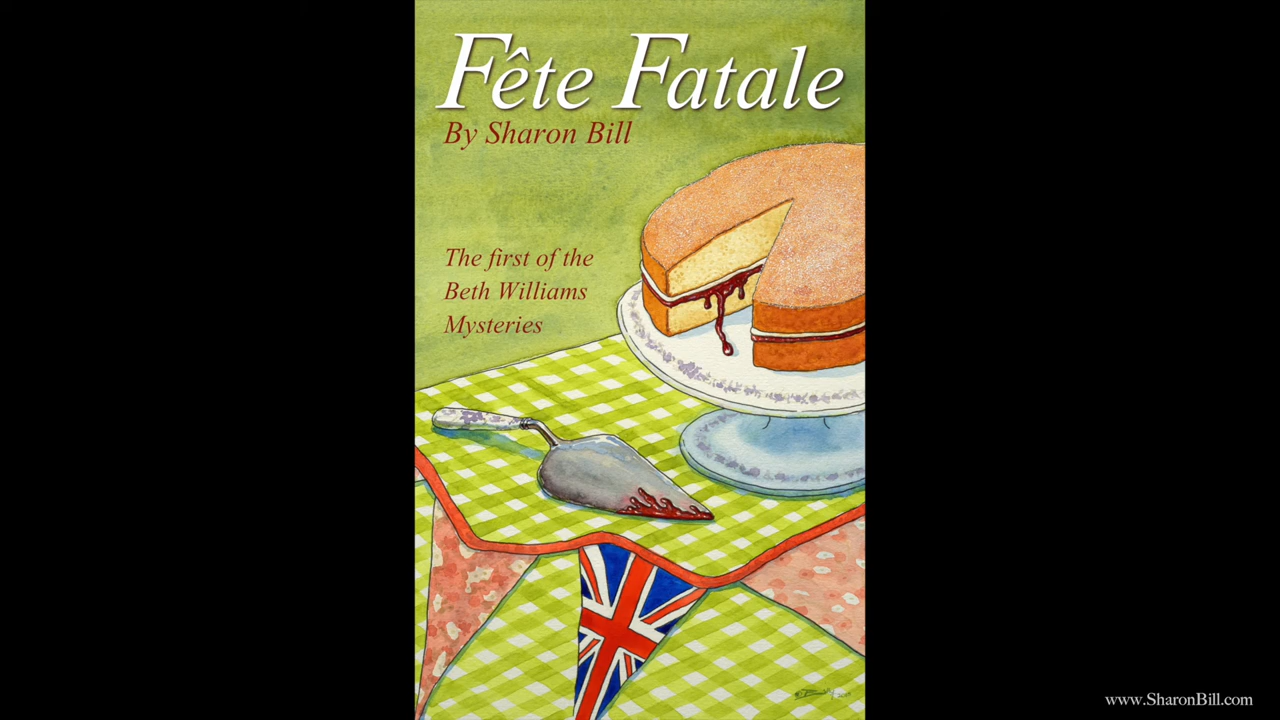 Fête Fatale
By Sharon Bill
The first of the
Beth Williams
Mysteries
www.SharonBill.com